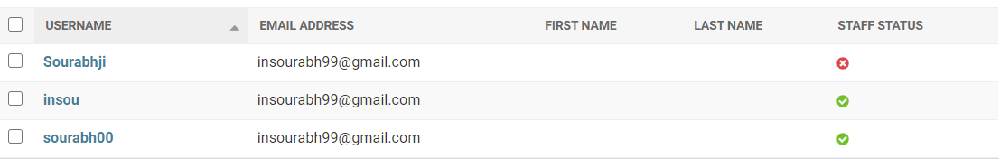 USERNAME EMAIL ADDRESS FIRST NAME LAST NAME STAFF STATUS
Sourabhji insourabh99@gmail.com
insou insourabh99@gmail.com
sourabh00 insourabh99@gmail.com